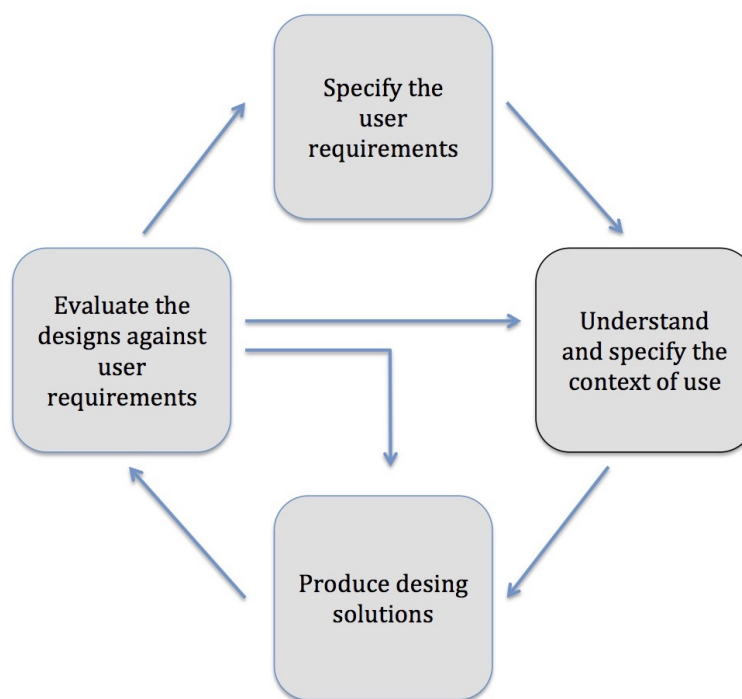 Specify the
user
requirements
Evaluate the
designs against
user
requirements
Understand
and specify the
context of use
Produce desing
solutions